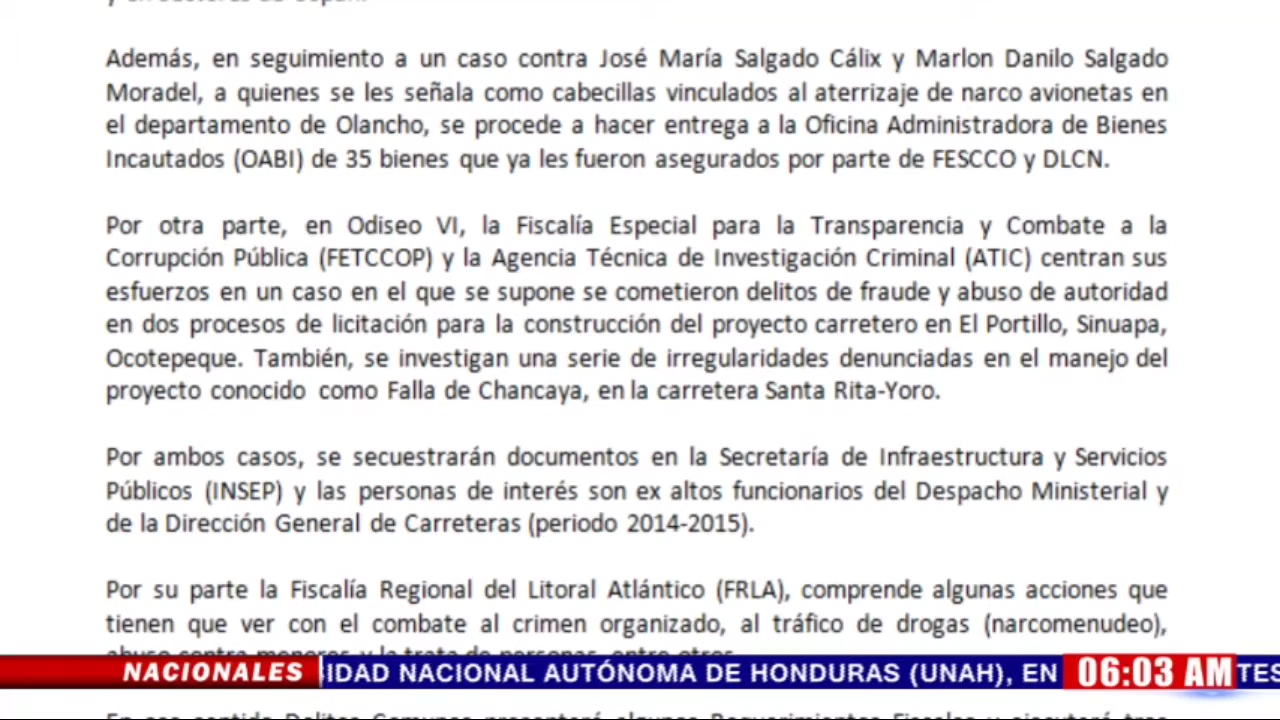 Además, en seguimiento a un caso contra José María Salgado Cálix y Marlon Danilo Salgado
Moradel, a quienes se les señala como cabecillas vinculados al aterrizaje de narco avionetas en
el departamento de Olancho, se procede a hacer entrega a la Oficina Administradora de Bienes
Incautados (OABI) de 35 bienes que ya les fueron asegurados por parte de FESCCO y DLCN.
Por otra parte, en Odiseo VI, la Fiscalía Especial para la Transparencia y Combate a la
Corrupción Pública (FETCCOP) y la Agencia Técnica de Investigación Criminal (ATIC) centran sus
esfuerzos en un caso en el que se supone se cometieron delitos de fraude y abuso de autoridad
en dos procesos de licitación para la construcción del proyecto carretero en El Portillo, Sinuapa,
Ocotepeque. También, se investigan una serie de irregularidades denunciadas en el manejo del
proyecto conocido como Falla de Chancaya, en la carretera Santa Rita-Yoro.
Por ambos casos, se secuestrarán documentos en la Secretaría de Infraestructura y Servicios
Públicos (INSEP) y las personas de interés son ex altos funcionarios del Despacho Ministerial y
de la Dirección General de Carreteras (periodo 2014-2015).
Por su parte la Fiscalía Regional del Litoral Atlántico (FRLA), comprende algunas acciones que
tienen que ver con el combate al crimen organizado, al tráfico de drogas (narcomenudeo),
abuso contra menores y la trata de personas, entre otros.
NACIONALES IDAD NACIONAL AUTÓNOMA DE HONDURAS (UNAH), EN 06:03 AM TES